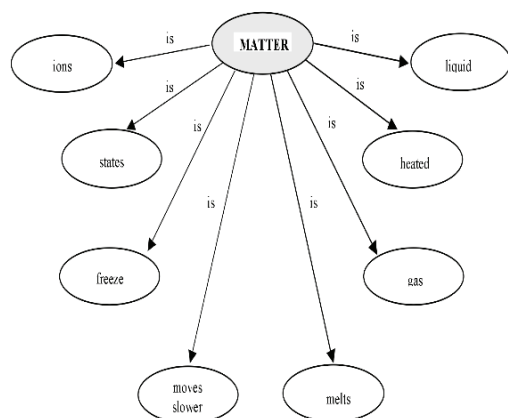 MATTER
is
is
ions
liquid
is
is
is
is
states
heated
is
is
freeze
gas
moves
slower
melts